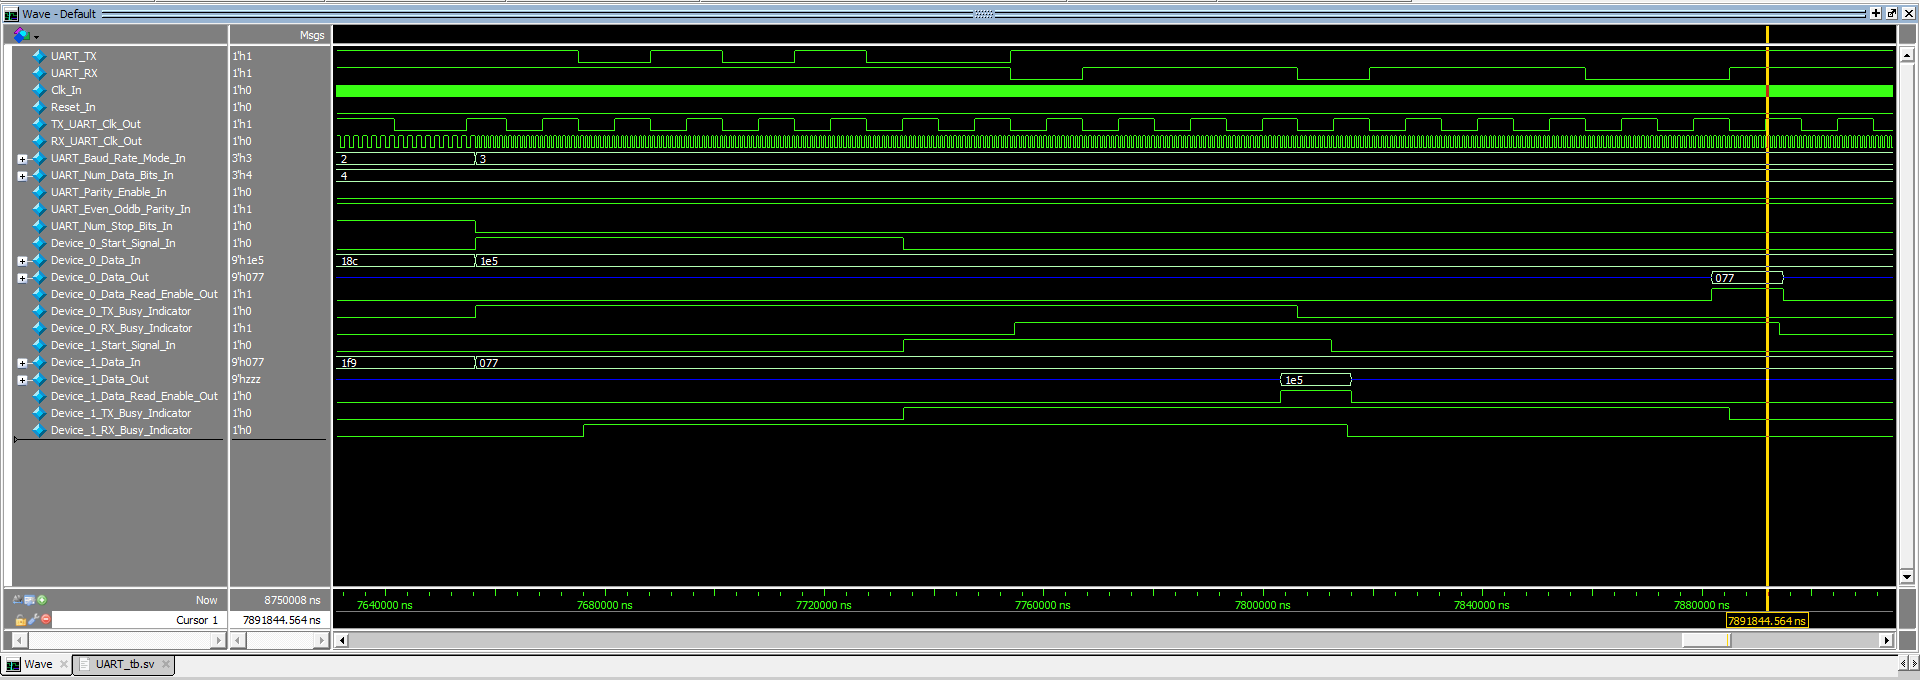 Wave - Default
Msgs
UART_TX 1'h1
UART_RX 1'h1
Clk_In 1'h0
Reset_In 1'h0
TX_UART_Clk_Out 1'h1
RX_UART_Clk_Out 1'h0
UART_Baud_Rate_Mode_In 3'h3 2 3
UART_Num_Data_Bits_In 3'h4 4
UART_Parity_Enable_In 1'h0
UART_Even_Oddb_Parity_In 1'h1
UART_Num_Stop_Bits_In 1'h0
Device_0_Start_Signal_In 1'h0
Device_0_Data_In 9'h1e5 18c 1e5
Device_0_Data_Out 9'h077 077
Device_0_Data_Read_Enable_Out 1'h1
Device_0_TX_Busy_Indicator 1'h0
Device_0_RX_Busy_Indicator 1'h1
Device_1_Start_Signal_In 1'h0
Device_1_Data_In 9'h077 1f9 077
Device_1_Data_Out 9'hzzz 1e5
Device_1_Data_Read_Enable_Out 1'h0
Device_1_TX_Busy_Indicator 1'h0
Device_1_RX_Busy_Indicator 1'h0
Now 8750008 ns 7640000 ns 7680000 ns 7720000 ns 7760000 ns 7800000 ns 7840000 ns 7880000 ns
Cursor 1 7891844.564 ns 7891844.564 ns
Wave UART_tb.sv